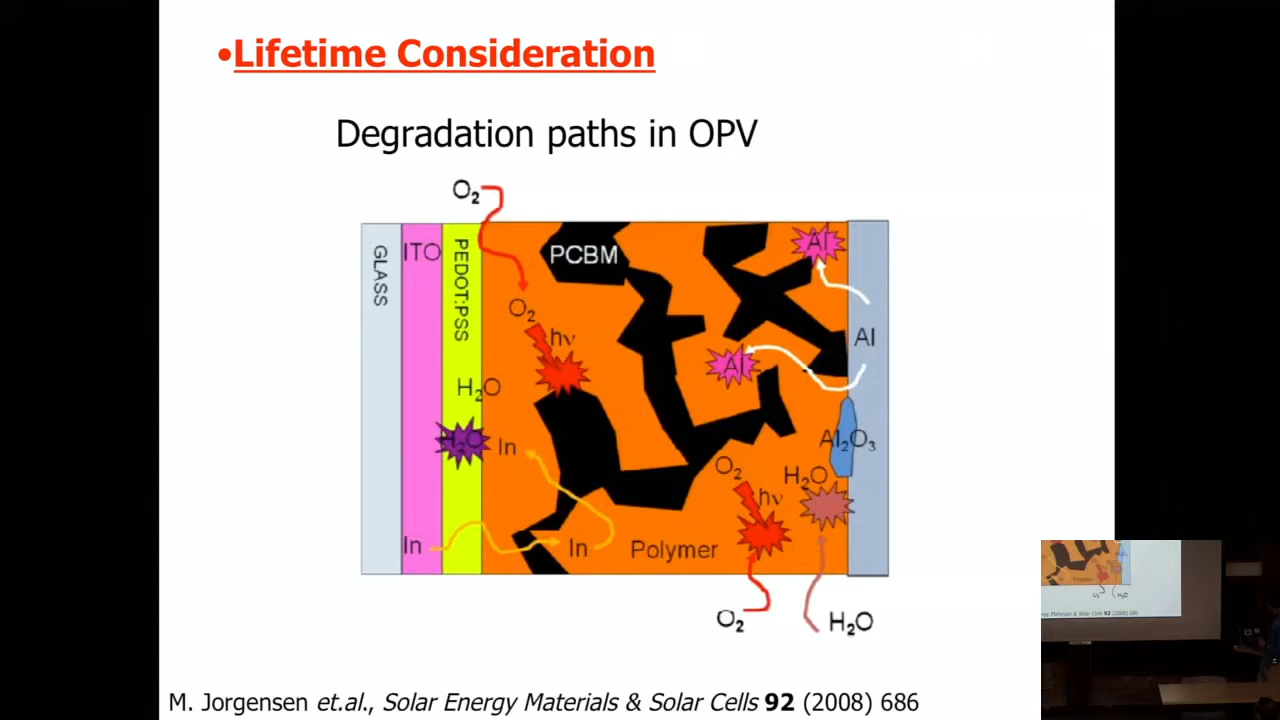 •Lifetime Consideration
Degradation paths in OPV
O₂
GLASS
ITO
PEDOT:PSS
PCBM
Al
O₂
hν
Al
Al
H₂O
H₂O
In
Al₂O₃
O₂
H₂O
hν
In
In
Polymer
O₂
H₂O
M. Jorgensen et.al., Solar Energy Materials & Solar Cells 92 (2008) 686